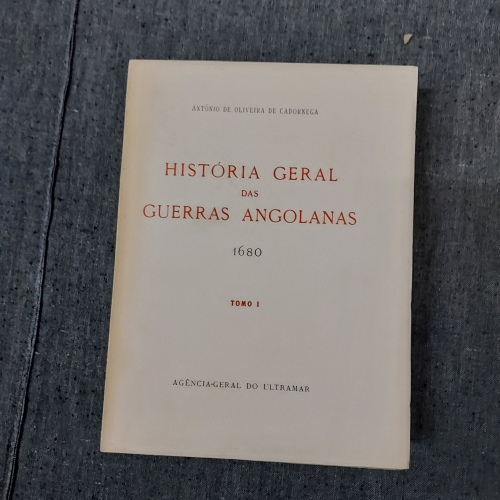 ANTÓNIO DE OLIVEIRA DE CADORNEGA
HISTÓRIA GERAL
DAS
GUERRAS ANGOLANAS
1680
TOMO I
AGÊNCIA-GERAL DO ULTRAMAR